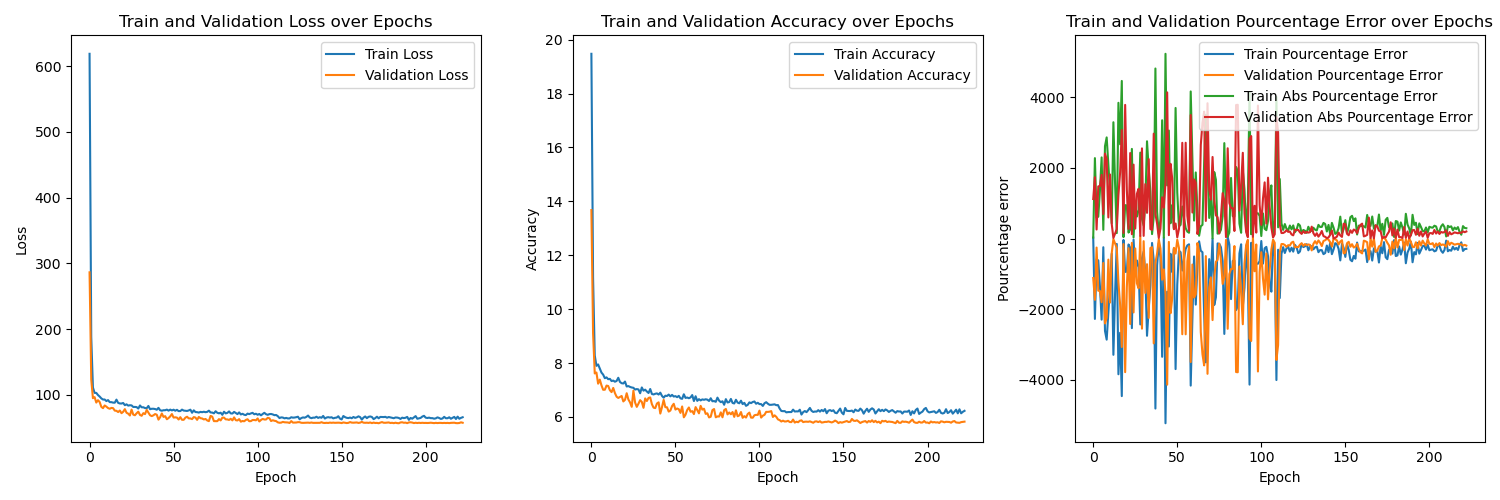 Train and Validation Loss over Epochs
Train Loss
Validation Loss
600
500
400
300
200
100
Loss
0
50
100
150
200
Epoch
Train and Validation Accuracy over Epochs
Train Accuracy
Validation Accuracy
20
18
16
14
12
10
8
6
Accuracy
0
50
100
150
200
Epoch
Train and Validation Pourcentage Error over Epochs
Train Pourcentage Error
Validation Pourcentage Error
Train Abs Pourcentage Error
Validation Abs Pourcentage Error
4000
2000
0
−2000
−4000
Pourcentage error
0
50
100
150
200
Epoch